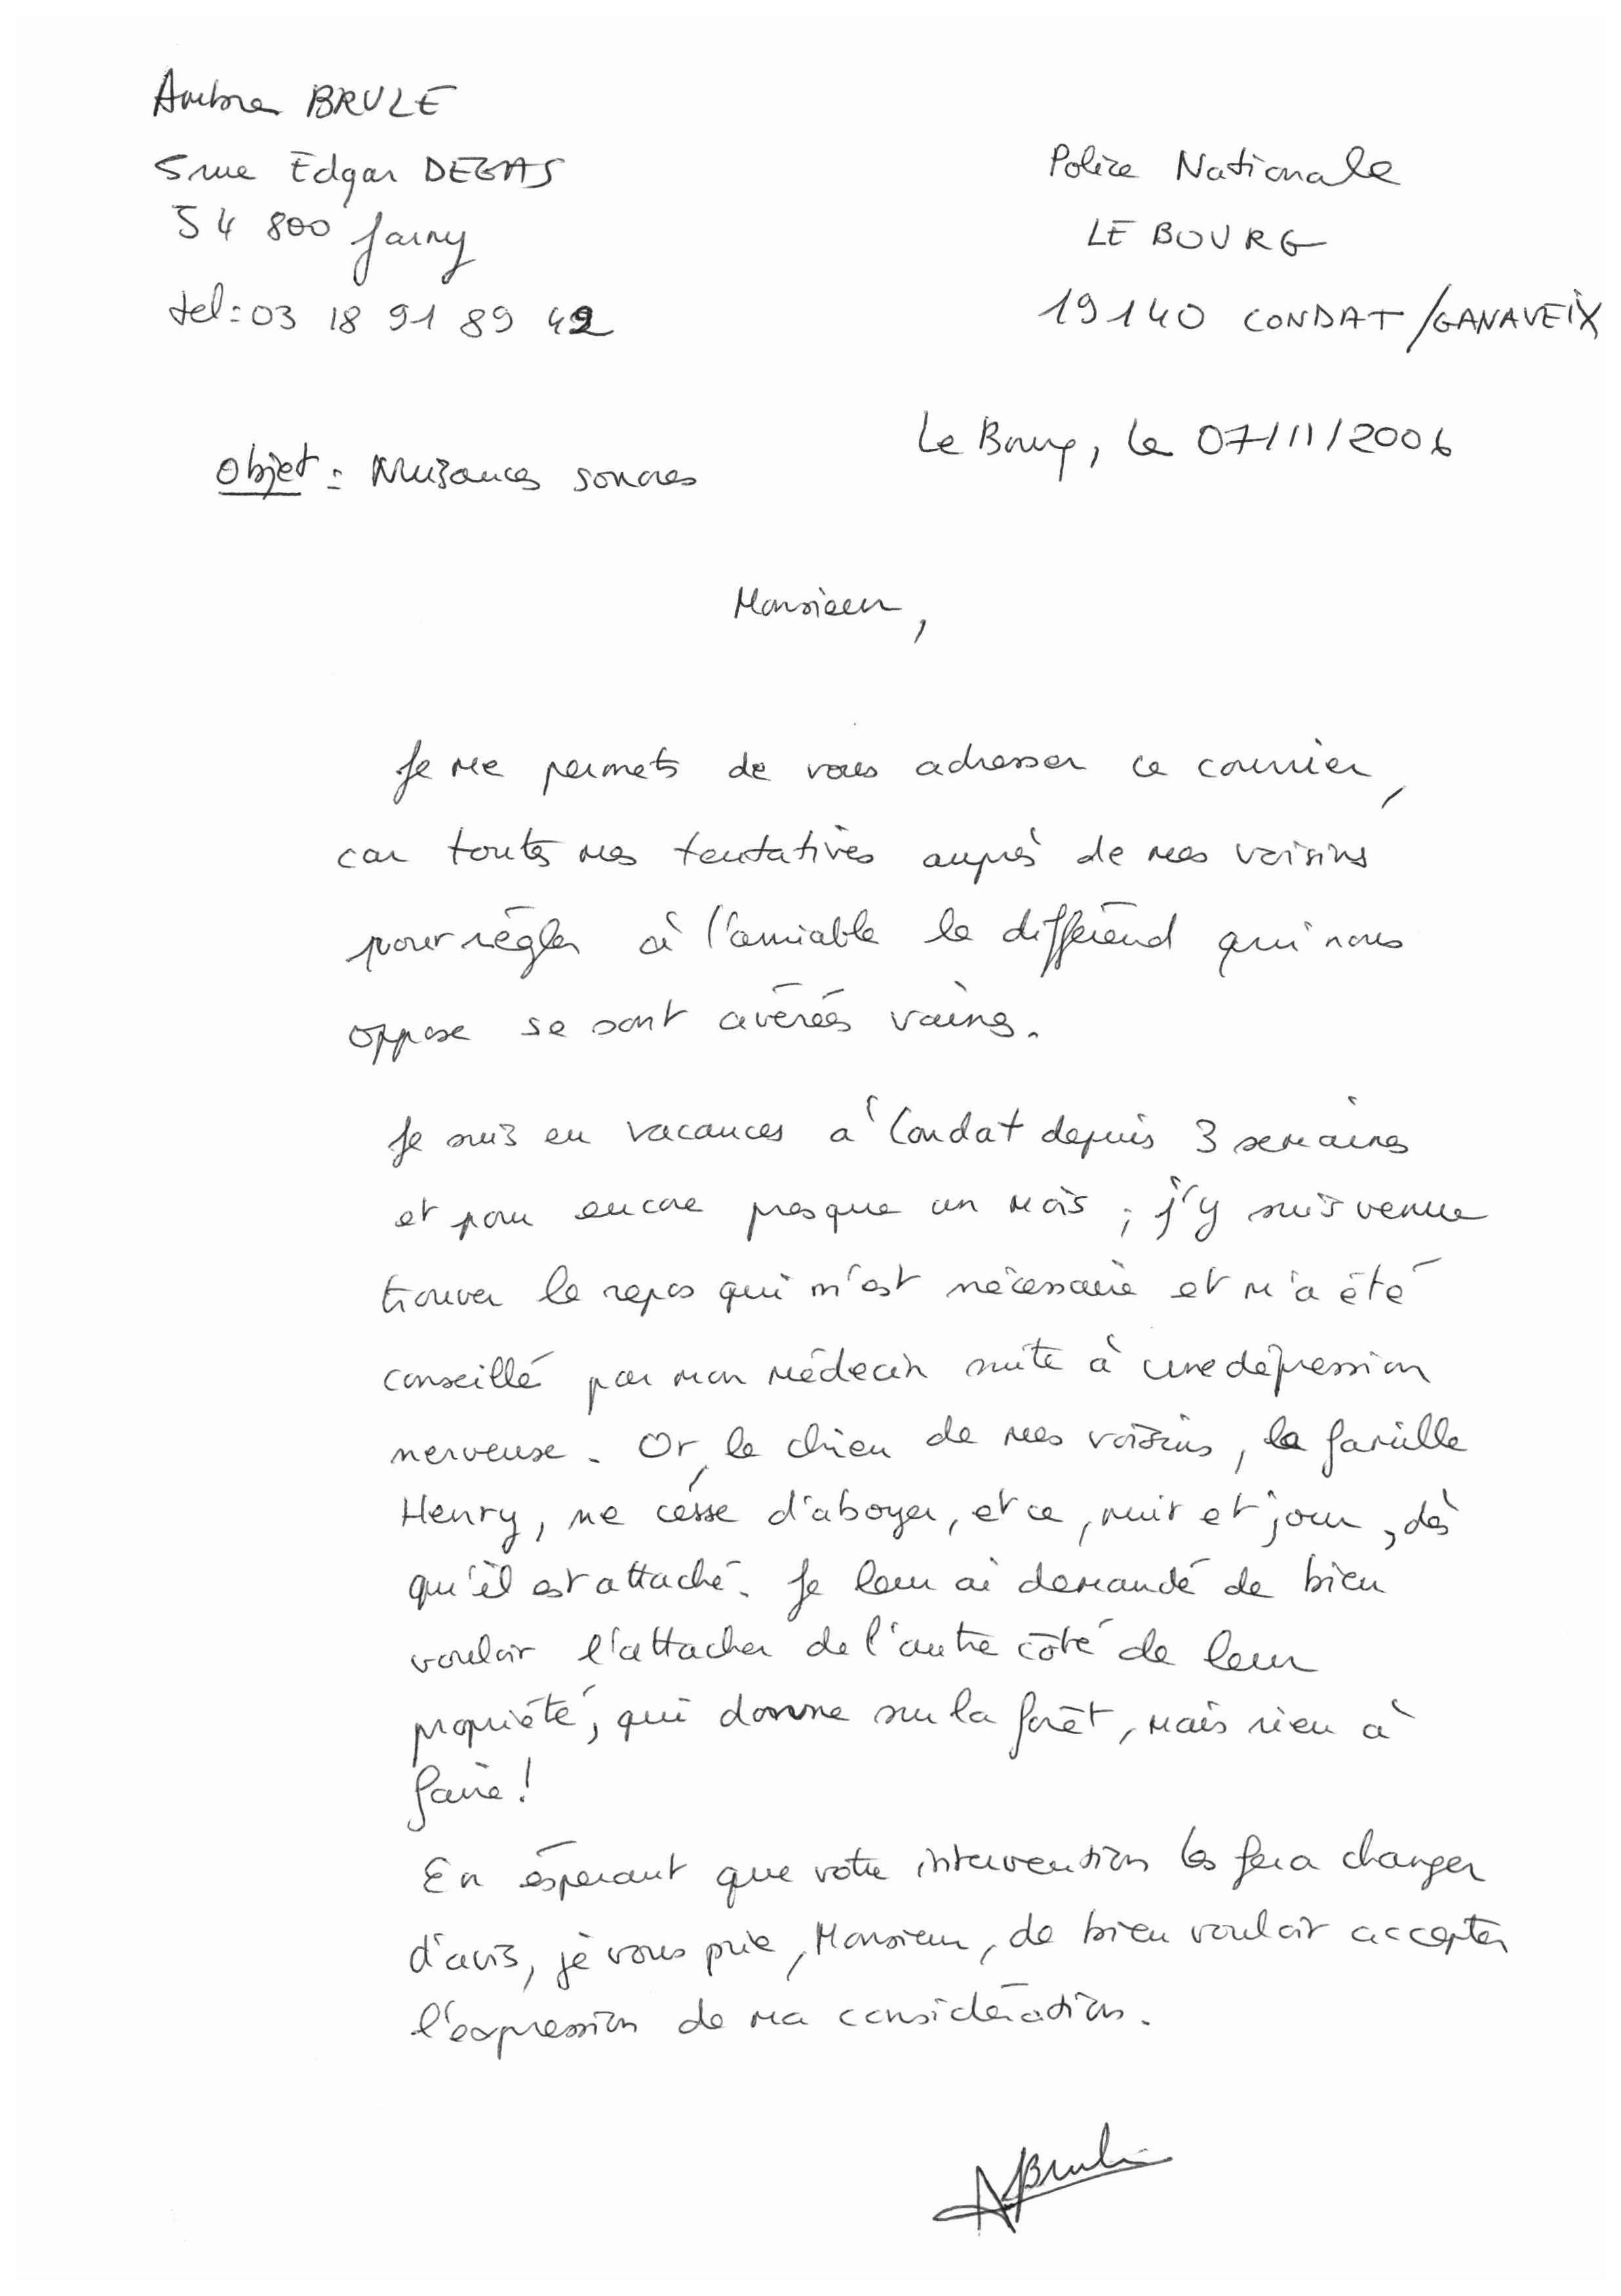 Ambre BRULE
5 rue Edgar DEGAS
54 800 Jarny
tel : 03 18 91 89 42
Police Nationale
LE BOURG
19140 CONDAT/GANAVEIX
Le Bourg, le 07/11/2006
Objet : Nuisances sonores
Monsieur,
Je me permets de vous adresser ce courrier,
car toutes mes tentatives auprès de mes voisins
pour régler à l'amiable le différend qui nous
oppose se sont avérées vaines.
Je suis en vacances à Condat depuis 3 semaines
et pour encore presque un mois ; j'y suis venue
trouver le repos qui m'est nécessaire et m'a été
conseillé par mon médecin suite à une dépression
nerveuse. Or, le chien de mes voisins, la famille
Henry, ne cesse d'aboyer, et ce, nuit et jour, dès
qu'il est attaché. Je leur ai demandé de bien
vouloir l'attacher de l'autre côté de leur
propriété, qui donne sur la forêt, mais rien à
faire !
En espérant que votre intervention les fera changer
d'avis, je vous prie, Monsieur, de bien vouloir accepter
l'expression de ma considération.
ABrulé